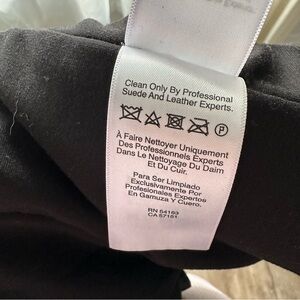 Clean Only By Professional
Suede And Leather Experts.
P
À Faire Nettoyer Uniquement
Des Professionnels Experts
Dans Le Nettoyage Du Daim
Et Du Cuir.
Para Ser Limpiado
Exclusivamente Por
Profesionales Expertos
En Gamuza Y Cuero.
RN 54163
CA 57151